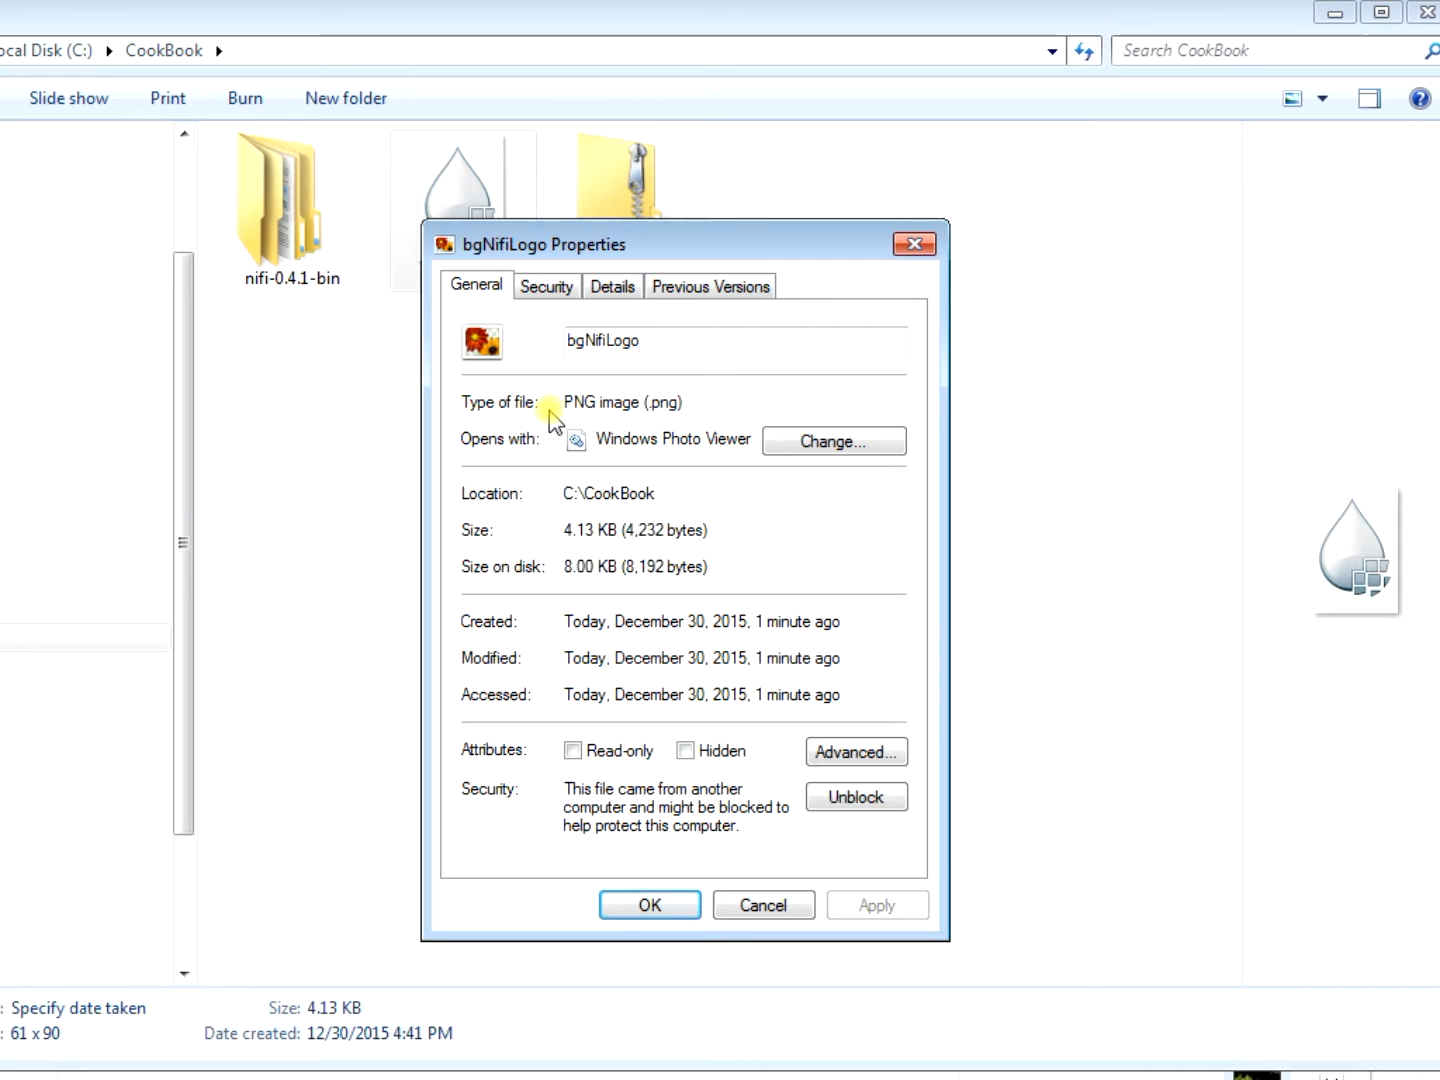 ocal Disk (C:) CookBook
Search CookBook
Slide show Print Burn New folder
nifi-0.4.1-bin
bgNifiLogo Properties
General Security Details Previous Versions
bgNifiLogo
Type of file: PNG image (.png)
Opens with: Windows Photo Viewer Change...
Location: C:\CookBook
Size: 4.13 KB (4,232 bytes)
Size on disk: 8.00 KB (8,192 bytes)
Created: Today, December 30, 2015, 1 minute ago
Modified: Today, December 30, 2015, 1 minute ago
Accessed: Today, December 30, 2015, 1 minute ago
Attributes: Read-only Hidden Advanced...
Security: This file came from another
computer and might be blocked to
help protect this computer.
Unblock
OK Cancel Apply
: Specify date taken Size: 4.13 KB
: 61 x 90 Date created: 12/30/2015 4:41 PM